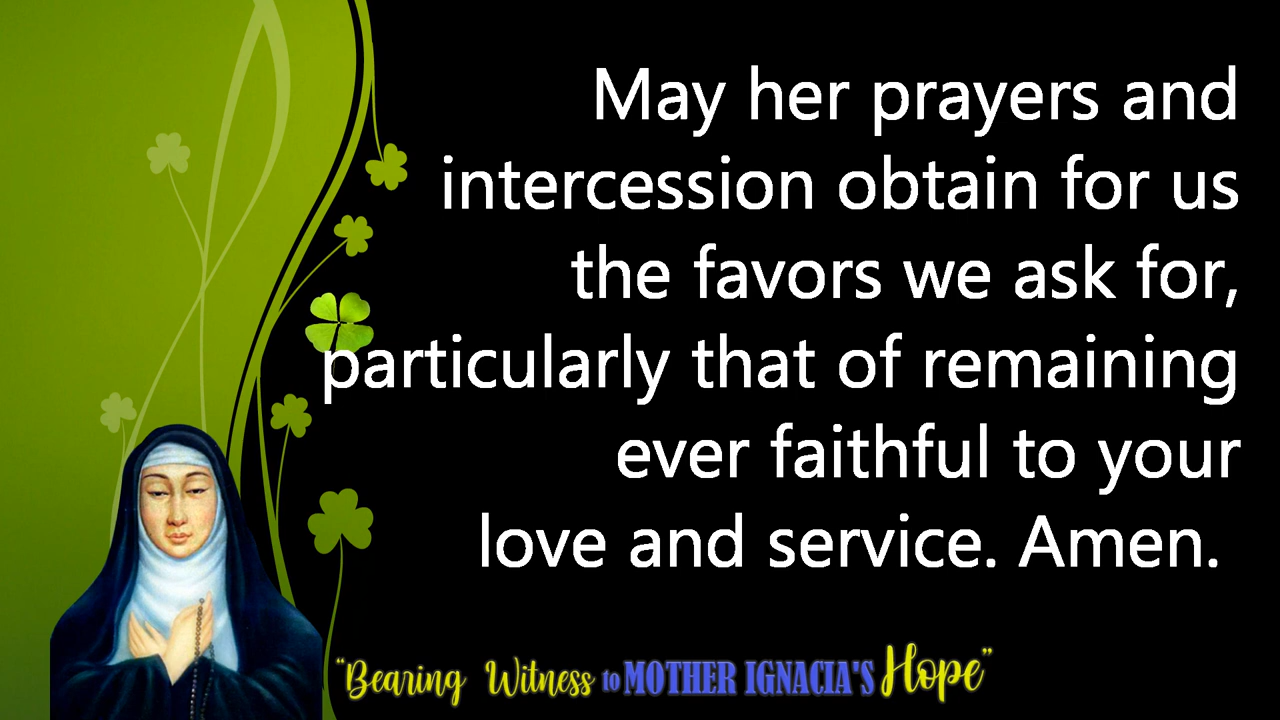 May her prayers and
intercession obtain for us
the favors we ask for,
particularly that of remaining
ever faithful to your
love and service. Amen.
"Bearing Witness to MOTHER IGNACIA'S Hope"